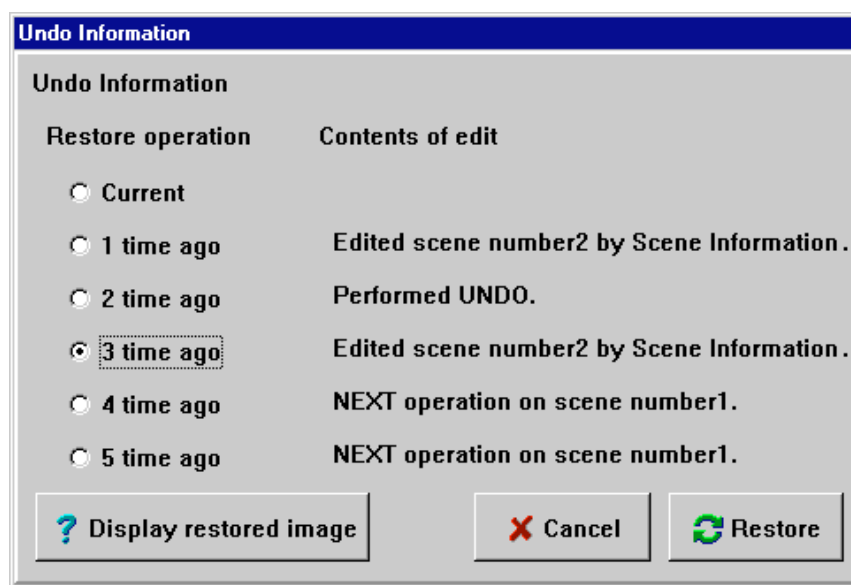 Undo Information
Undo Information
Restore operation Contents of edit
Current
1 time ago Edited scene number2 by Scene Information.
2 time ago Performed UNDO.
3 time ago Edited scene number2 by Scene Information.
4 time ago NEXT operation on scene number1.
5 time ago NEXT operation on scene number1.
? Display restored image Cancel Restore